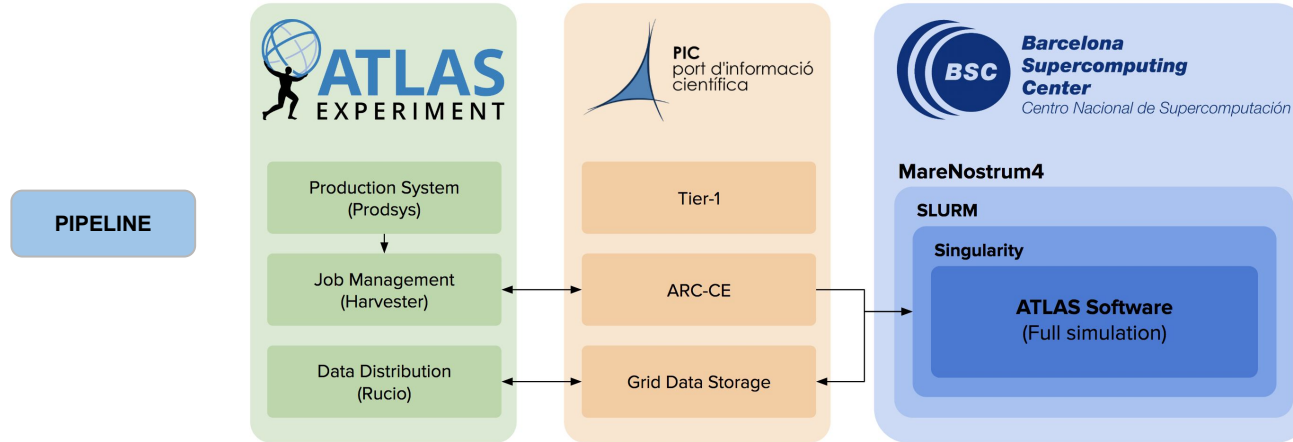 PIPELINE
ATLAS
EXPERIMENT
Production System
(Prodsys)
Job Management
(Harvester)
Data Distribution
(Rucio)
PIC
port d'informació
científica
Tier-1
ARC-CE
Grid Data Storage
BSC
Barcelona
Supercomputing
Center
Centro Nacional de Supercomputación
MareNostrum4
SLURM
Singularity
ATLAS Software
(Full simulation)